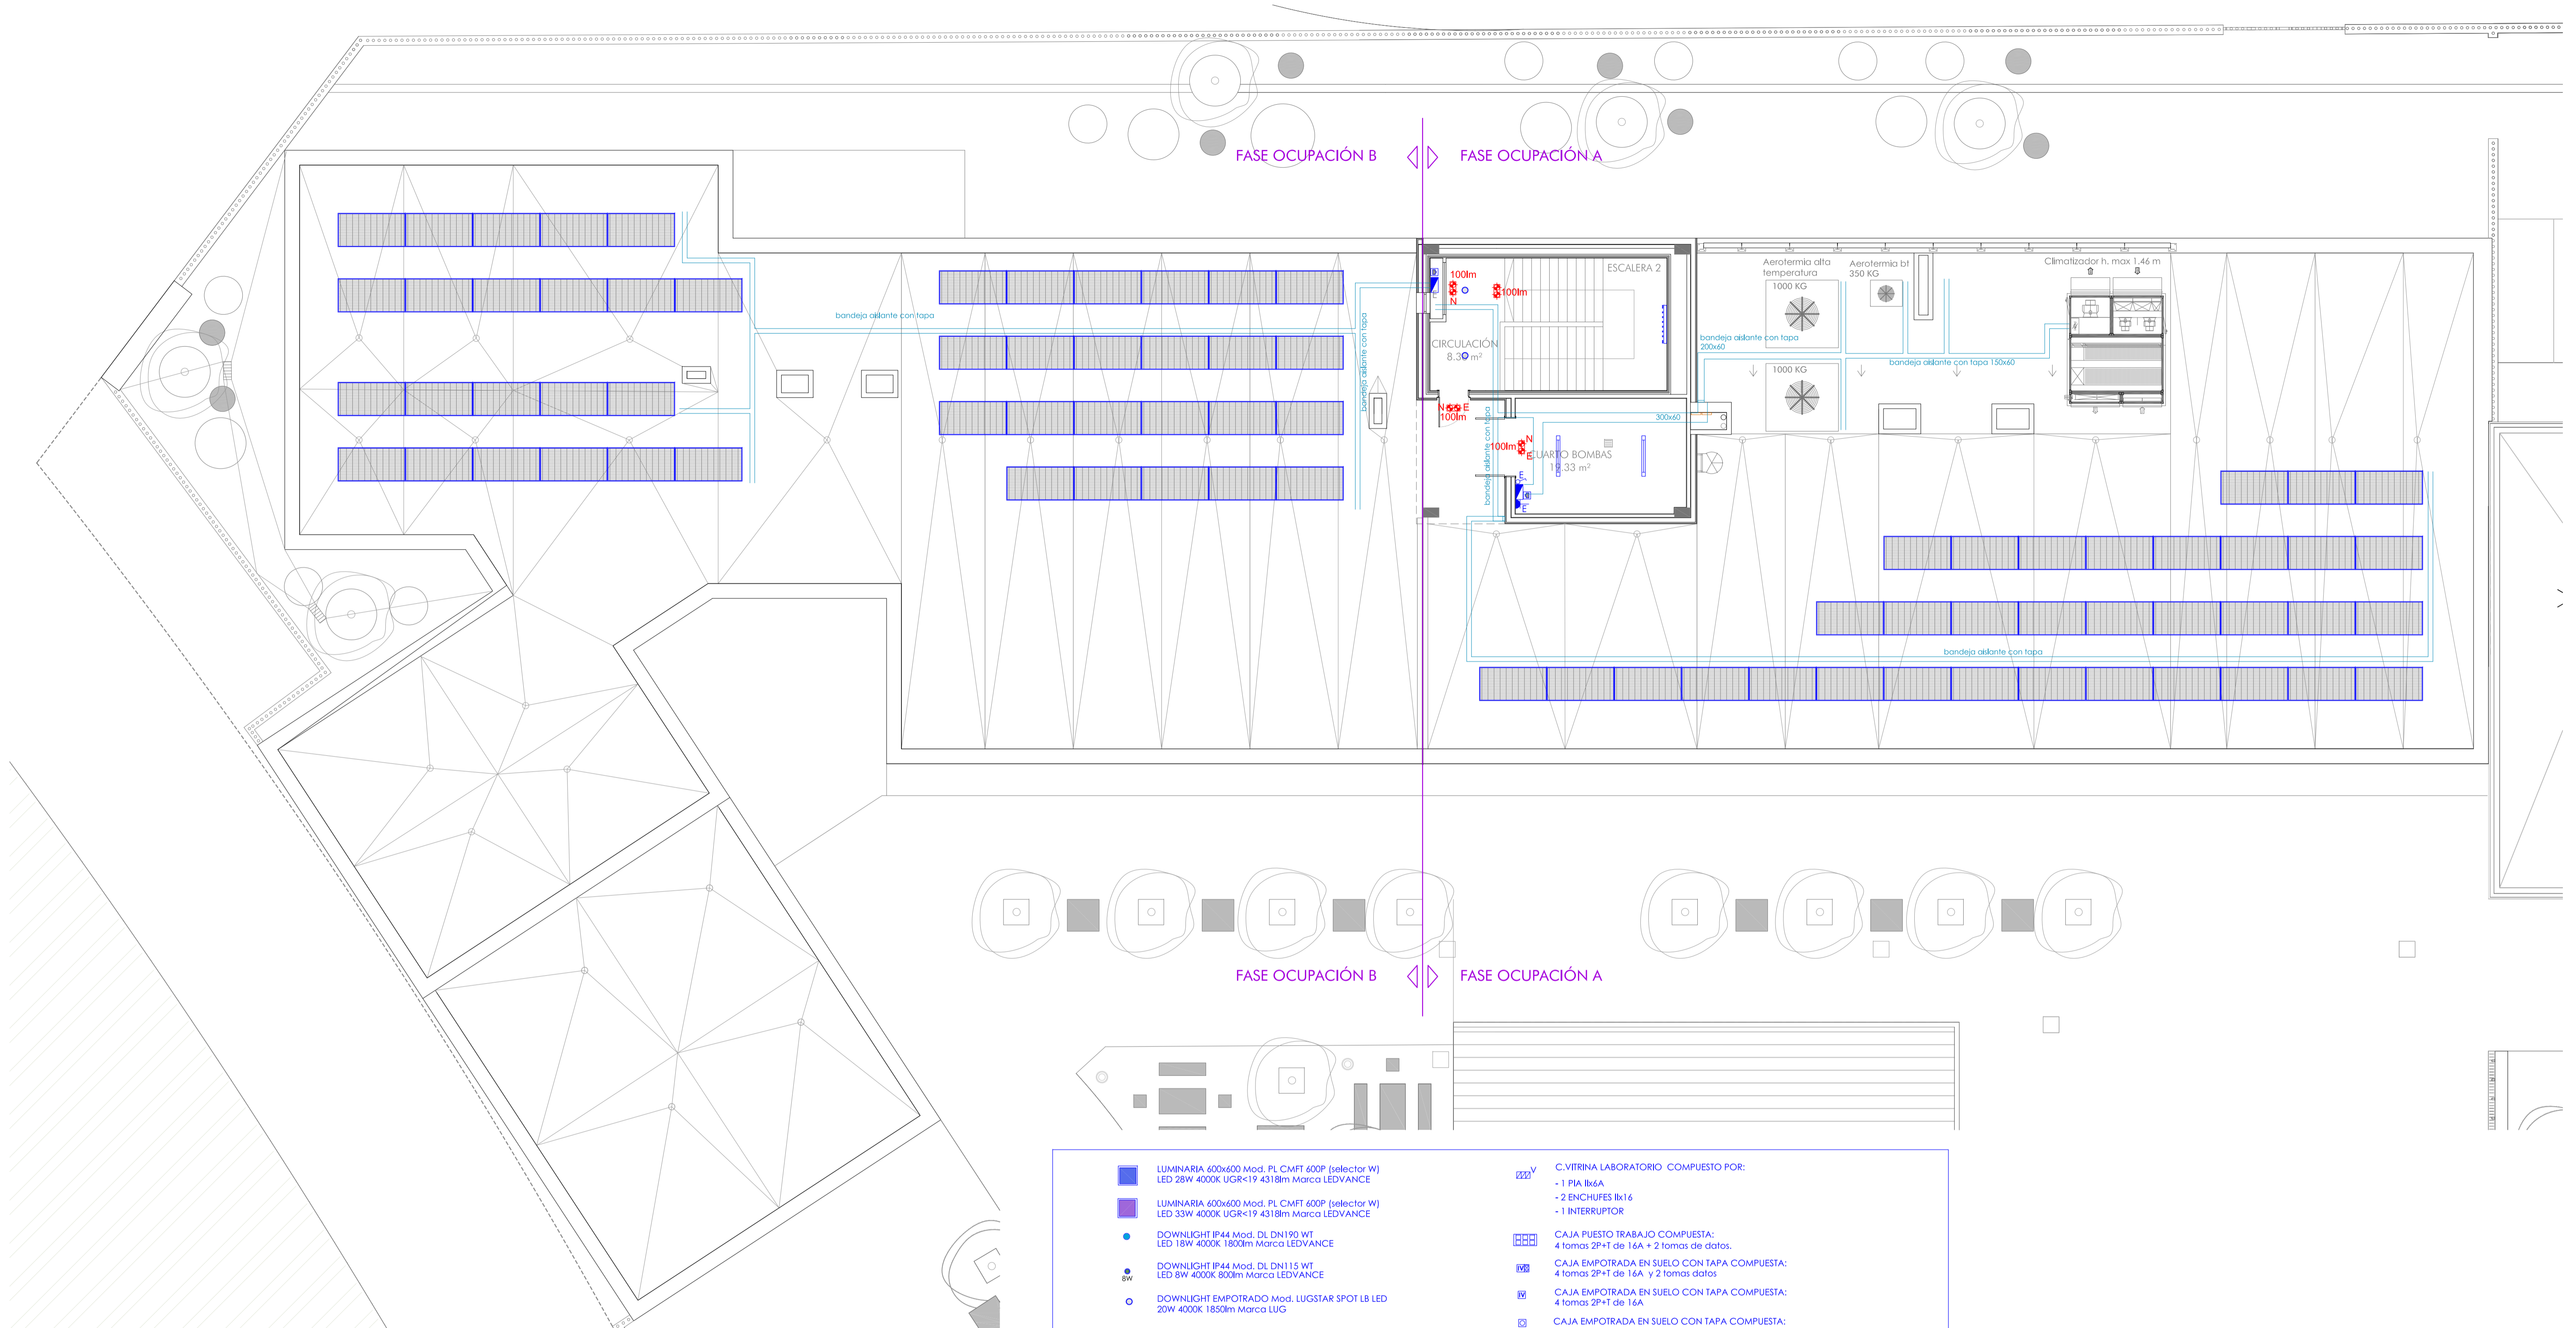 FASE OCUPACIÓN B
FASE OCUPACIÓN A
ESCALERA 2
100lm
N
100lm
E
CIRCULACIÓN
8.30 m²
N
E
100lm
100lm
N
E
CUARTO BOMBAS
19.33 m²
E
E
bandeja aislante con tapa
bandeja aislante con tapa
bandeja aislante con tapa
300x60
Aerotermia alta
temperatura
1000 KG
Aerotermia bt
350 KG
Climatizador h. max 1.46 m
bandeja aislante con tapa
200x60
bandeja aislante con tapa 150x60
1000 KG
bandeja aislante con tapa
FASE OCUPACIÓN B
FASE OCUPACIÓN A
LUMINARIA 600x600 Mod. PL CMFT 600P (selector W)
LED 28W 4000K UGR<19 4318lm Marca LEDVANCE
LUMINARIA 600x600 Mod. PL CMFT 600P (selector W)
LED 33W 4000K UGR<19 4318lm Marca LEDVANCE
DOWNLIGHT IP44 Mod. DL DN190 WT
LED 18W 4000K 1800lm Marca LEDVANCE
8W
DOWNLIGHT IP44 Mod. DL DN115 WT
LED 8W 4000K 800lm Marca LEDVANCE
DOWNLIGHT EMPOTRADO Mod. LUGSTAR SPOT LB LED
20W 4000K 1850lm Marca LUG
V
C.VITRINA LABORATORIO COMPUESTO POR:
- 1 PIA IIx6A
- 2 ENCHUFES IIx16
- 1 INTERRUPTOR
CAJA PUESTO TRABAJO COMPUESTA:
4 tomas 2P+T de 16A + 2 tomas de datos.
CAJA EMPOTRADA EN SUELO CON TAPA COMPUESTA:
4 tomas 2P+T de 16A y 2 tomas datos
IV
CAJA EMPOTRADA EN SUELO CON TAPA COMPUESTA:
4 tomas 2P+T de 16A
CAJA EMPOTRADA EN SUELO CON TAPA COMPUESTA: